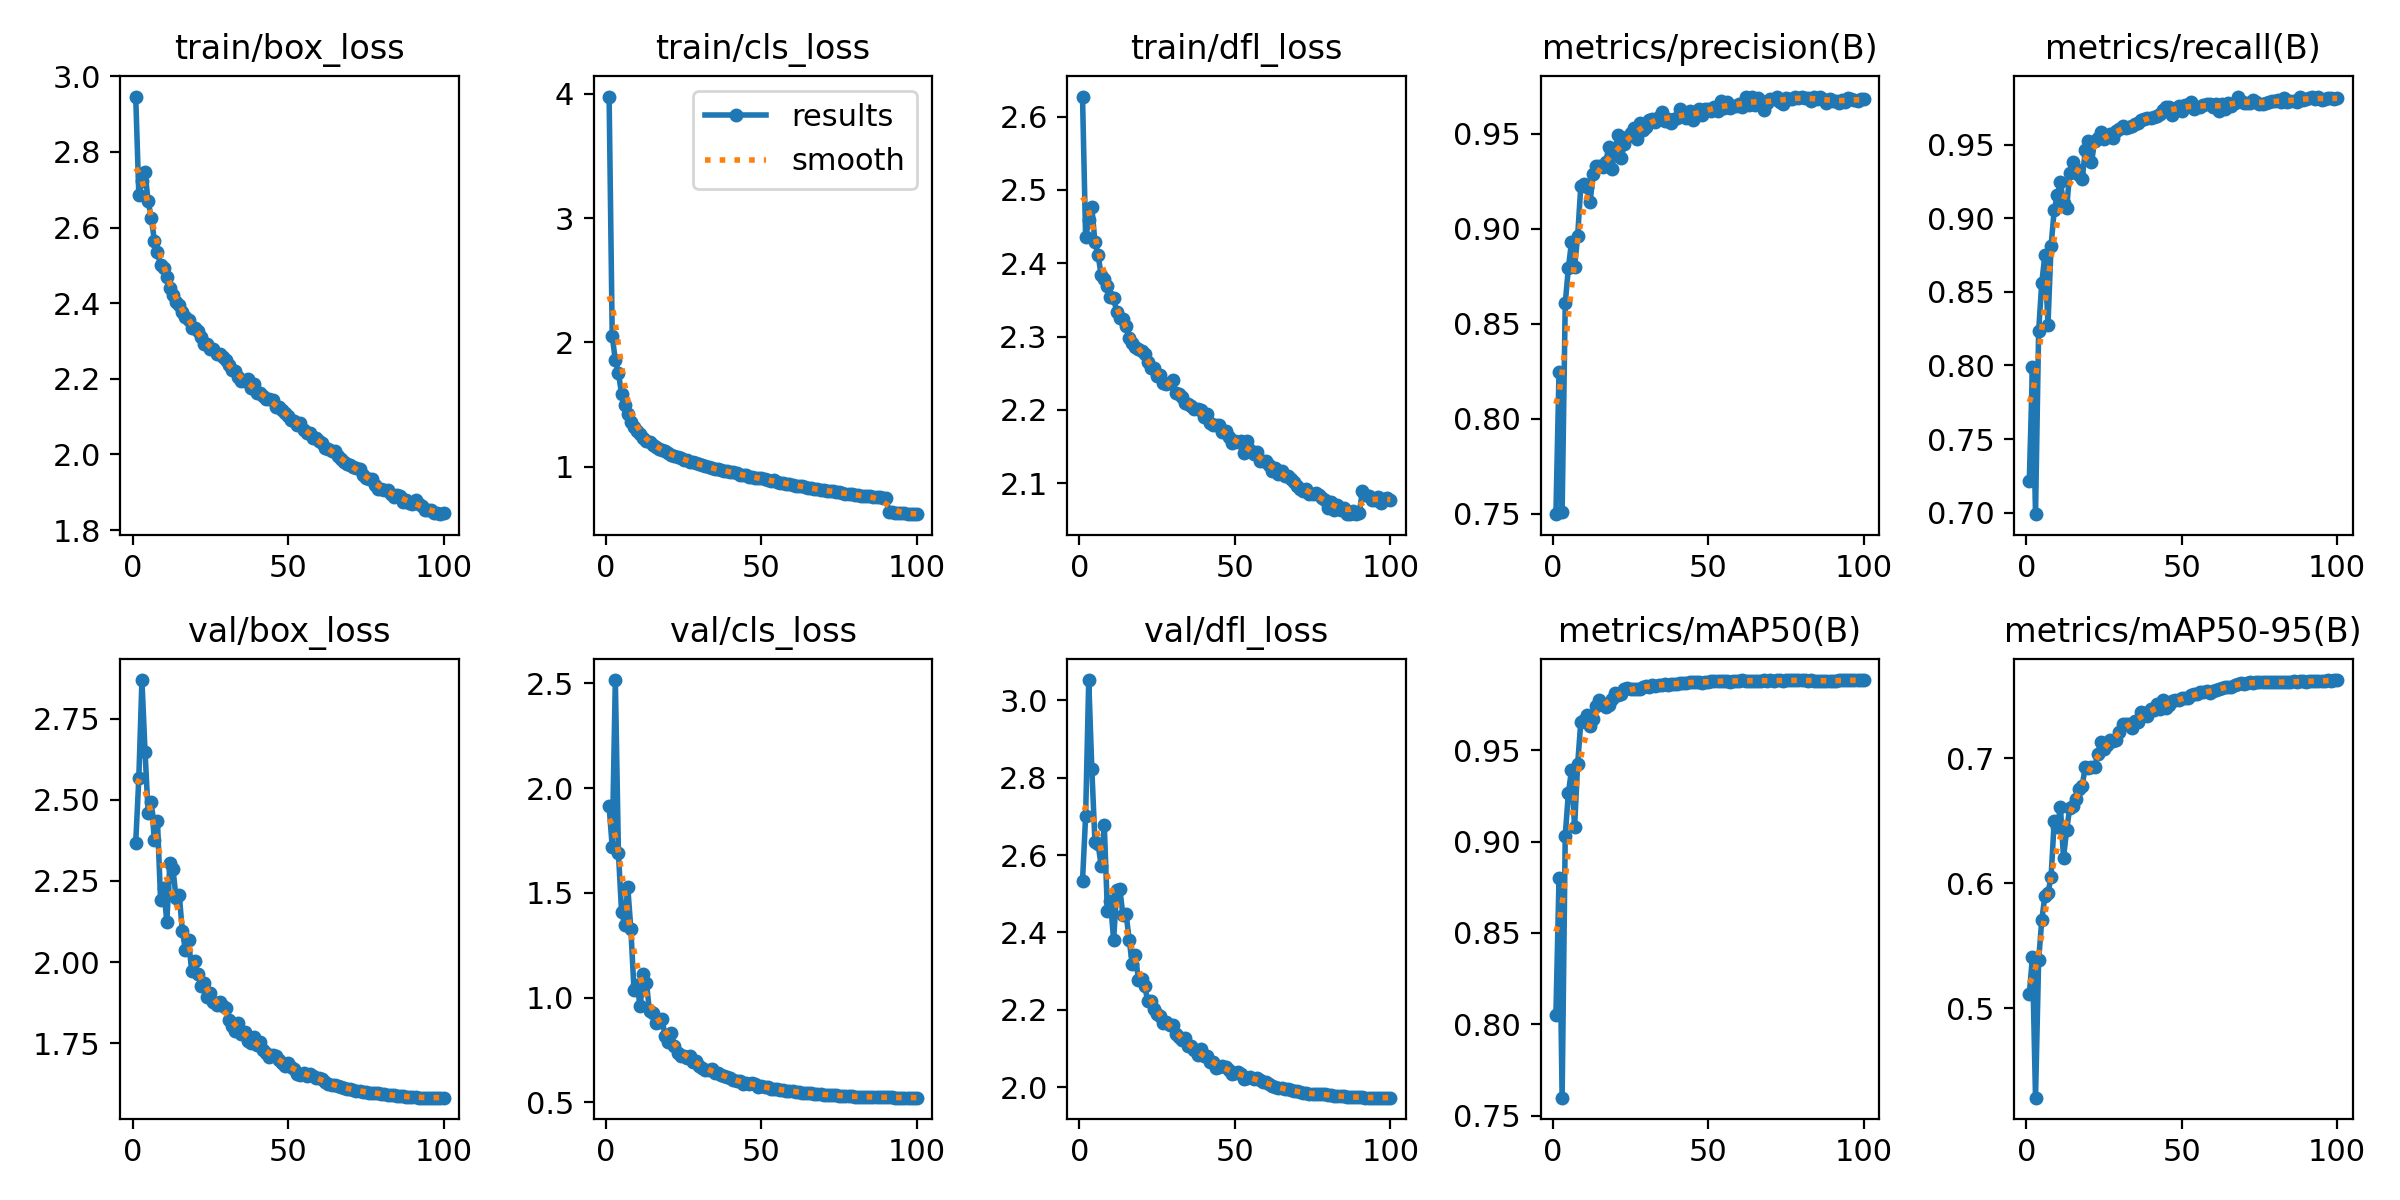 train/box_loss
3.0
2.8
2.6
2.4
2.2
2.0
1.8
0 50 100
train/cls_loss
results
smooth
4
3
2
1
0 50 100
train/dfl_loss
2.6
2.5
2.4
2.3
2.2
2.1
0 50 100
metrics/precision(B)
0.95
0.90
0.85
0.80
0.75
0 50 100
metrics/recall(B)
0.95
0.90
0.85
0.80
0.75
0.70
0 50 100
val/box_loss
2.75
2.50
2.25
2.00
1.75
0 50 100
val/cls_loss
2.5
2.0
1.5
1.0
0.5
0 50 100
val/dfl_loss
3.0
2.8
2.6
2.4
2.2
2.0
0 50 100
metrics/mAP50(B)
0.95
0.90
0.85
0.80
0.75
0 50 100
metrics/mAP50-95(B)
0.7
0.6
0.5
0 50 100